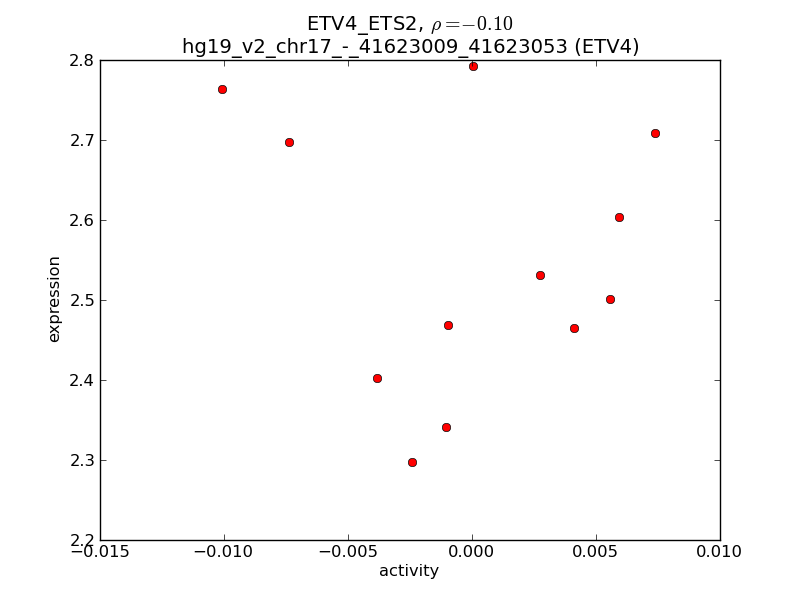 ETV4_ETS2, ρ=−0.10
hg19_v2_chr17_-_41623009_41623053 (ETV4)
2.8
2.7
2.6
2.5
2.4
2.3
2.2
expression
−0.015 −0.010 −0.005 0.000 0.005 0.010
activity